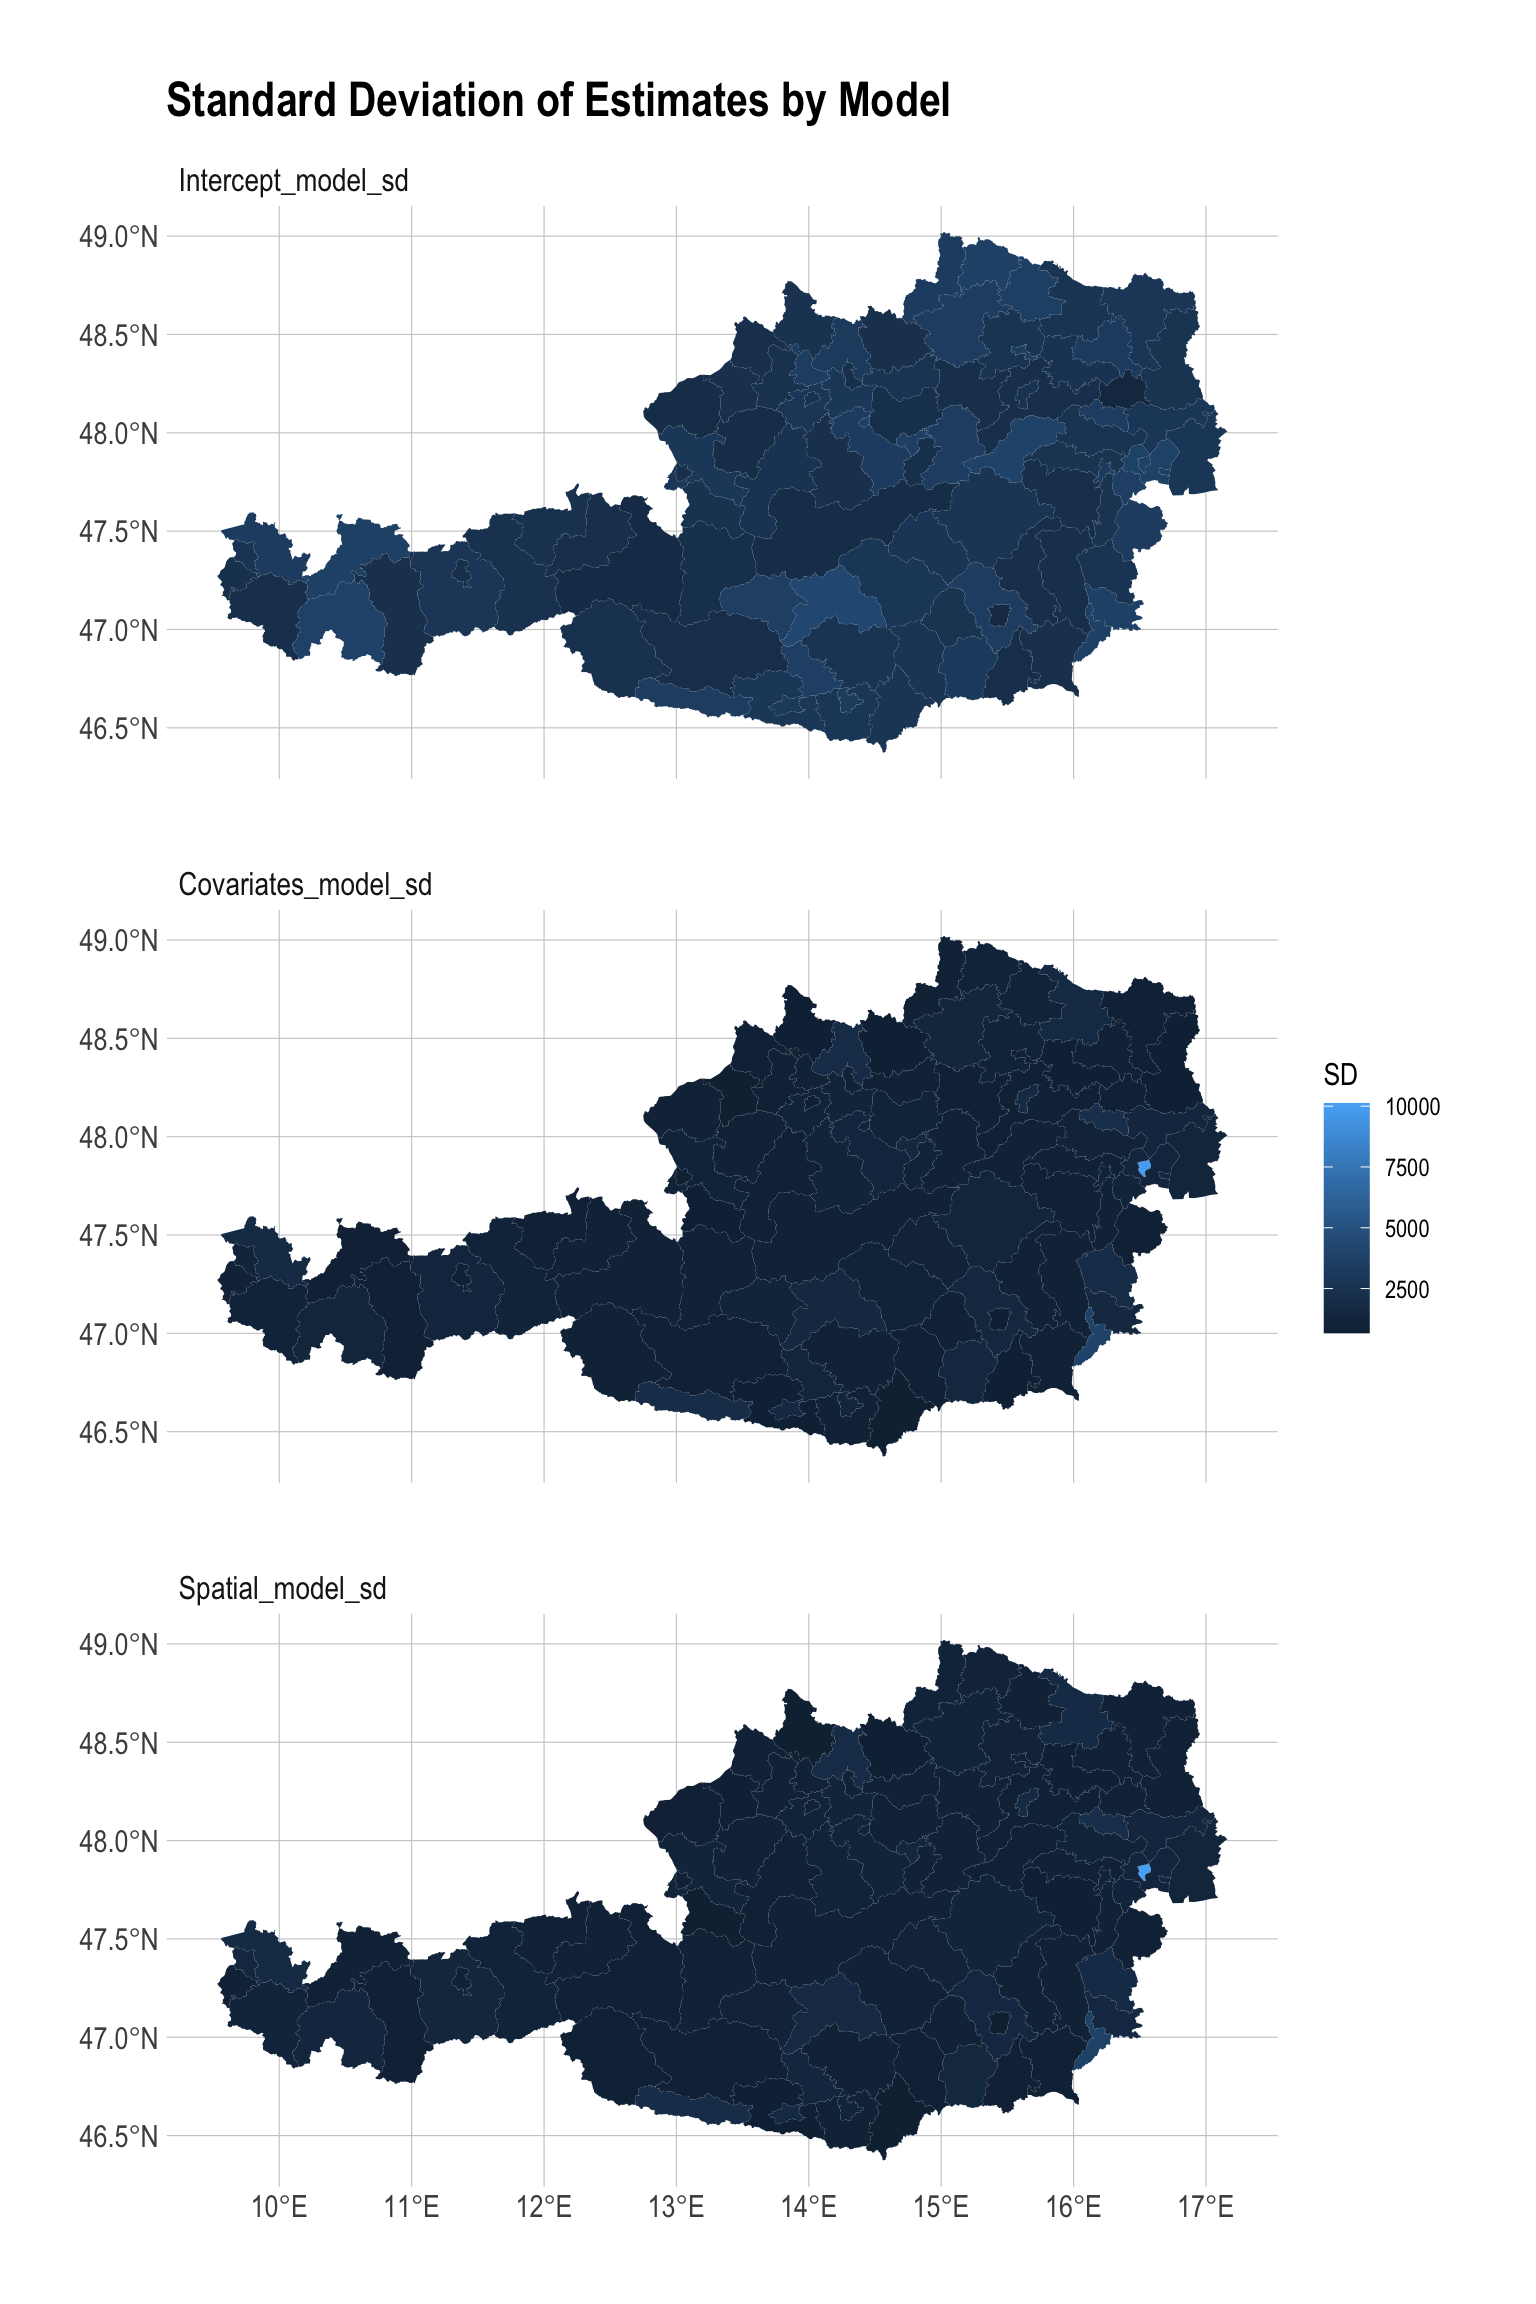 Standard Deviation of Estimates by Model
Intercept_model_sd
49.0°N
48.5°N
48.0°N
47.5°N
47.0°N
46.5°N
Covariates_model_sd
49.0°N
48.5°N
48.0°N
47.5°N
47.0°N
46.5°N
SD
10000
7500
5000
2500
Spatial_model_sd
49.0°N
48.5°N
48.0°N
47.5°N
47.0°N
46.5°N
10°E 11°E 12°E 13°E 14°E 15°E 16°E 17°E